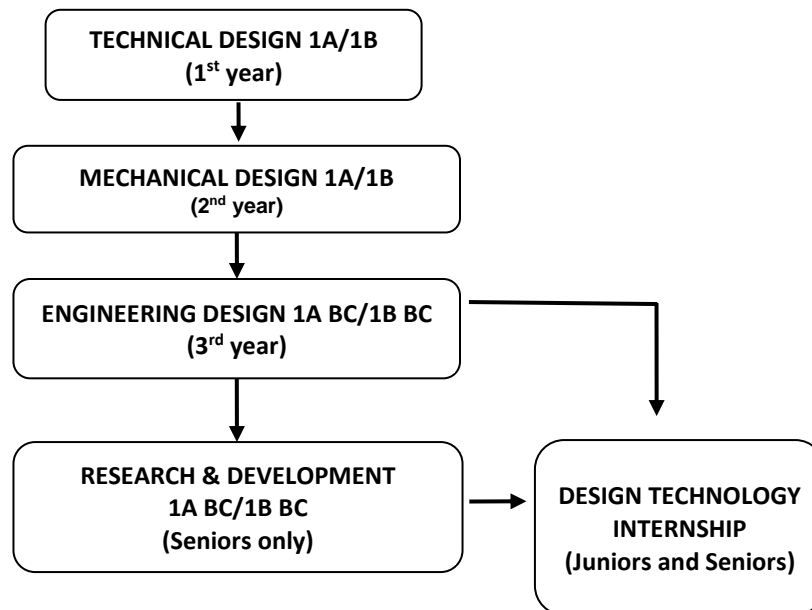 TECHNICAL DESIGN 1A/1B
(1st year)
MECHANICAL DESIGN 1A/1B
(2nd year)
ENGINEERING DESIGN 1A BC/1B BC
(3rd year)
RESEARCH & DEVELOPMENT
1A BC/1B BC
(Seniors only)
DESIGN TECHNOLOGY
INTERNSHIP
(Juniors and Seniors)